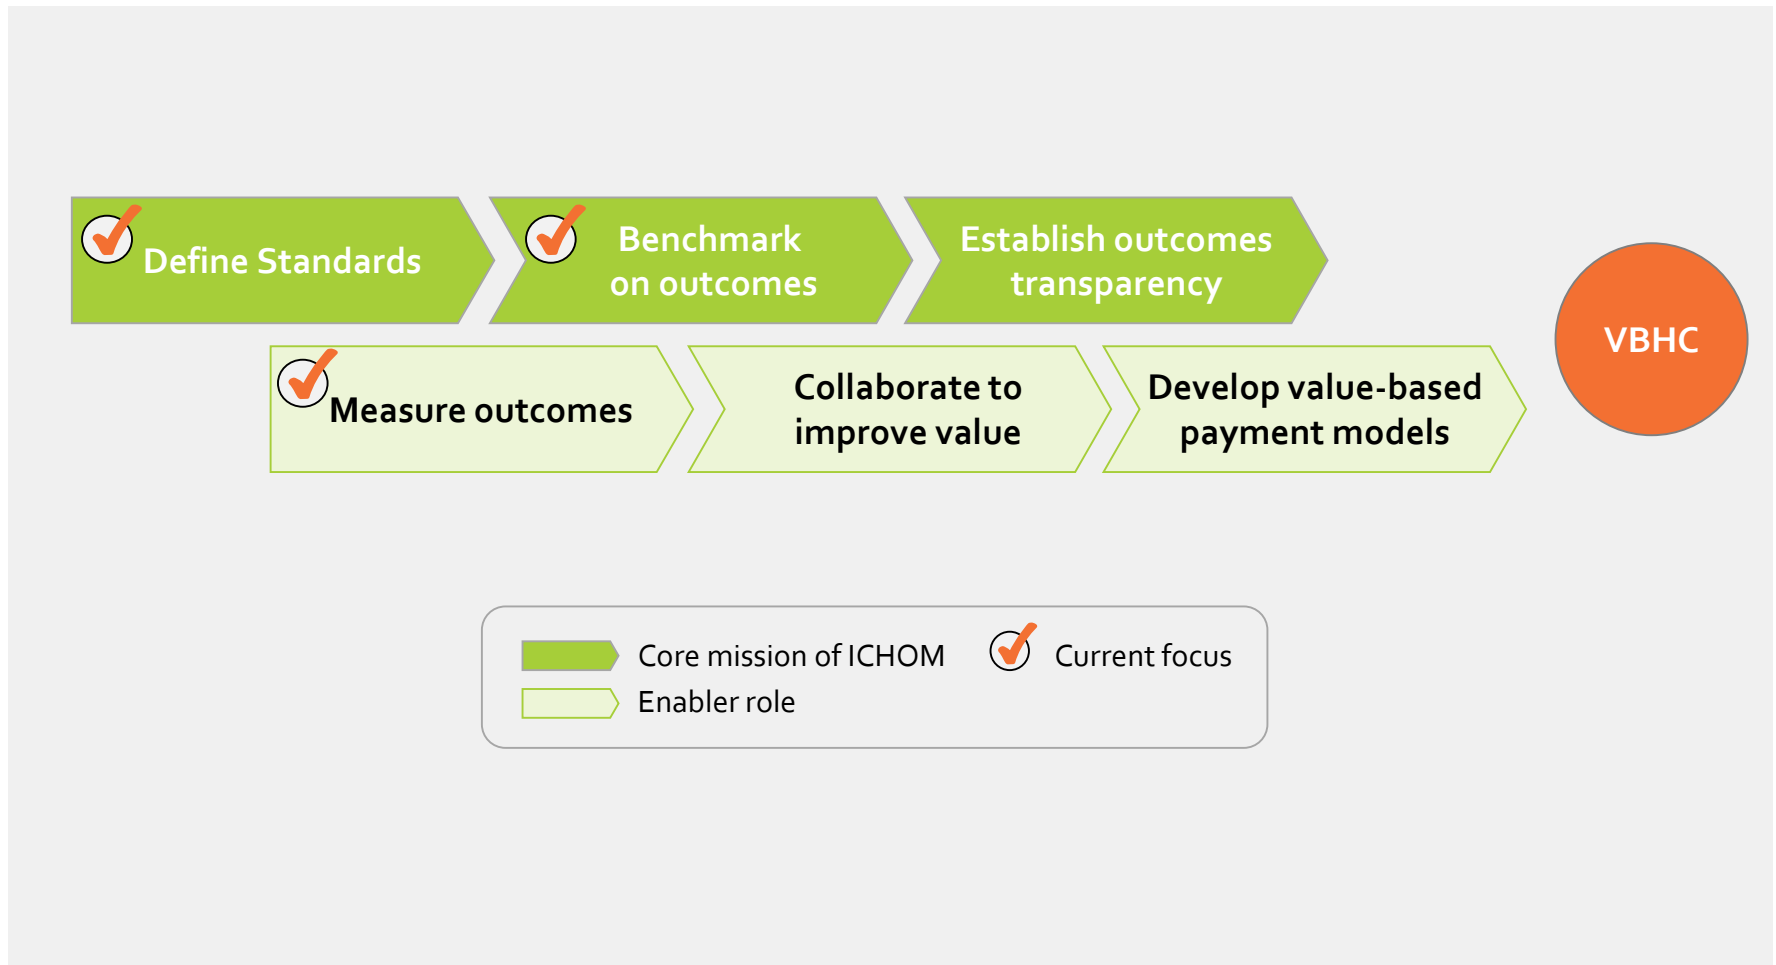 Define Standards
Benchmark
on outcomes
Establish outcomes
transparency
VBHC
Measure outcomes
Collaborate to
improve value
Develop value-based
payment models
Core mission of ICHOM
Current focus
Enabler role